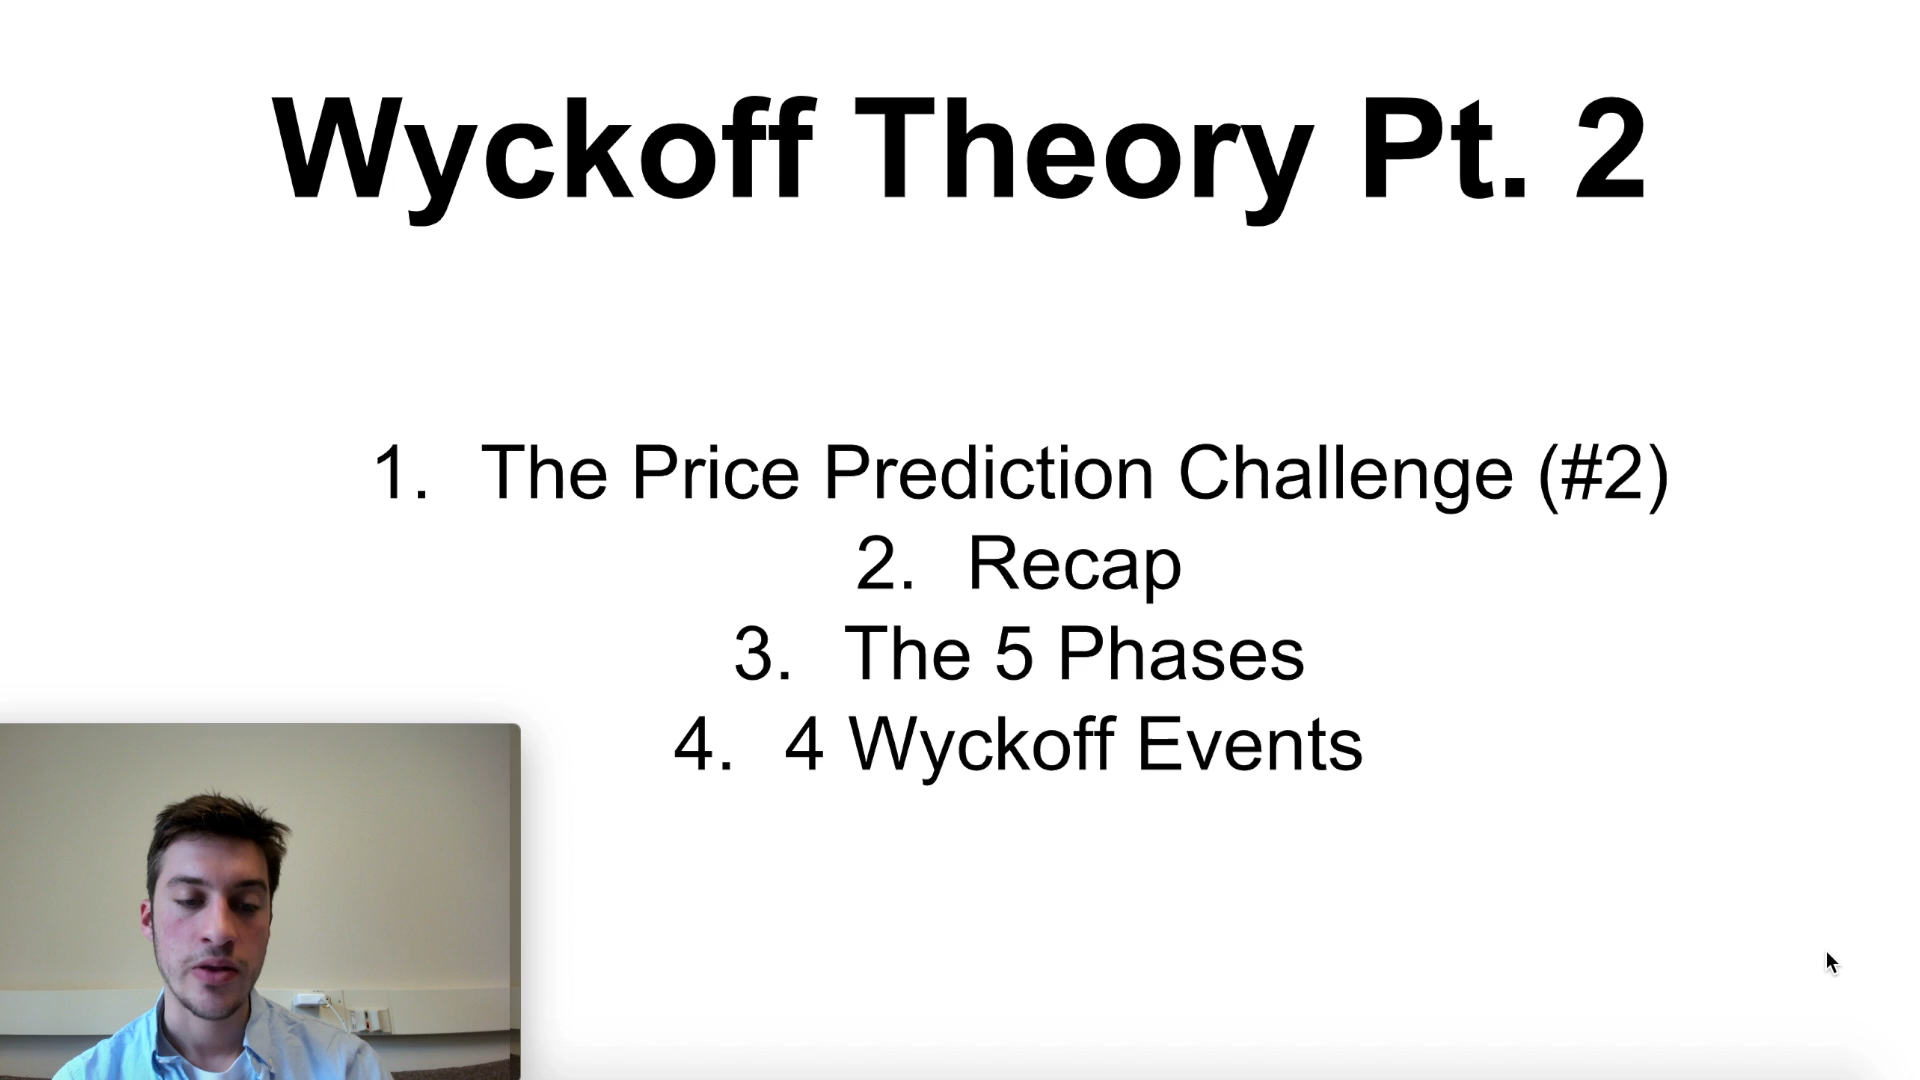 Wyckoff Theory Pt. 2
1. The Price Prediction Challenge (#2)
2. Recap
3. The 5 Phases
4. 4 Wyckoff Events